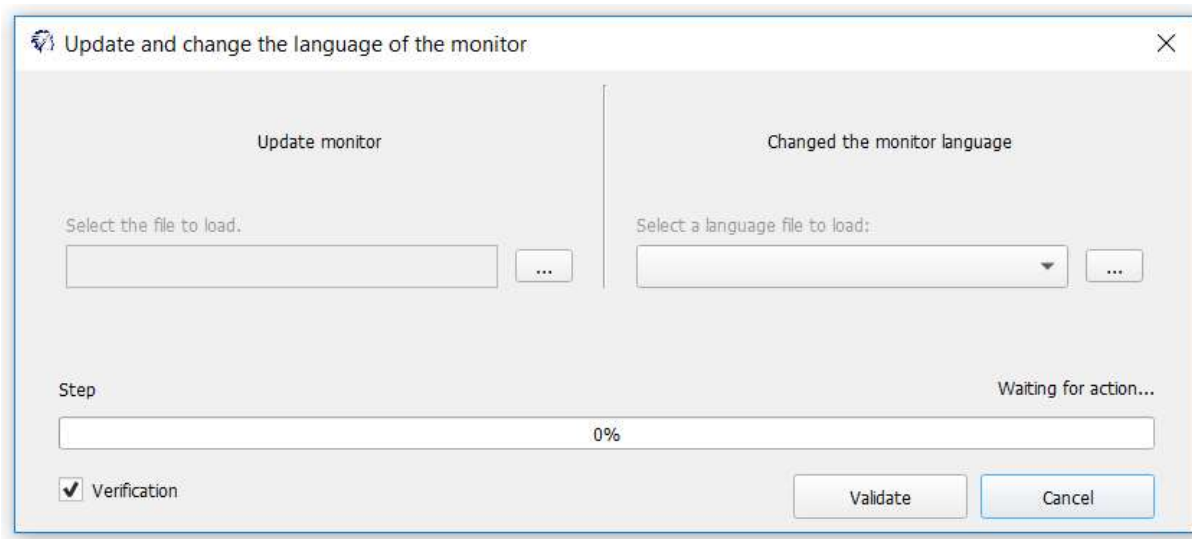 Update and change the language of the monitor
Update monitor
Changed the monitor language
Select the file to load.
...
Select a language file to load:
...
Step
Waiting for action...
0%
Verification
Validate
Cancel